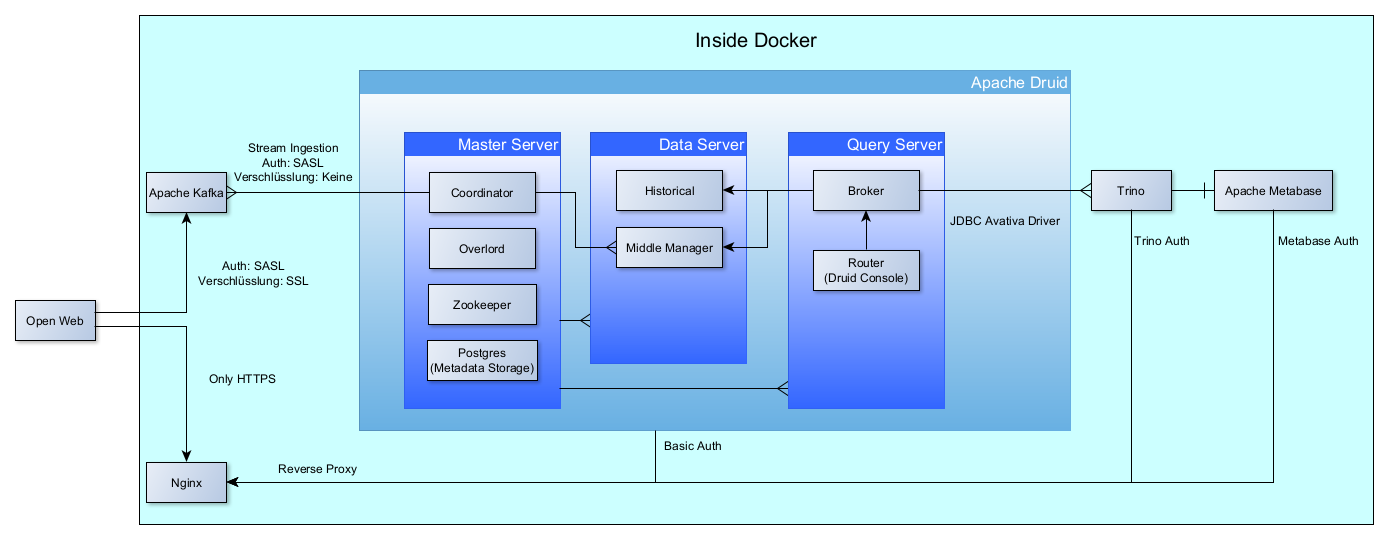 Inside Docker
Apache Druid
Master Server
Data Server
Query Server
Stream Ingestion
Auth: SASL
Verschlüsslung: Keine
Apache Kafka
Coordinator
Historical
Broker
Trino
Apache Metabase
JDBC Avativa Driver
Overlord
Middle Manager
Trino Auth
Metabase Auth
Auth: SASL
Verschlüsslung: SSL
Router
(Druid Console)
Zookeeper
Open Web
Postgres
(Metadata Storage)
Only HTTPS
Basic Auth
Reverse Proxy
Nginx